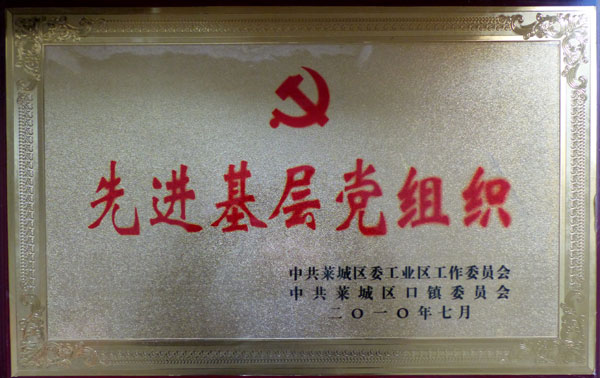 先进基层党组织
中共莱城区委工业区工作委员会
中共莱城区口镇委员会
二〇一〇年七月